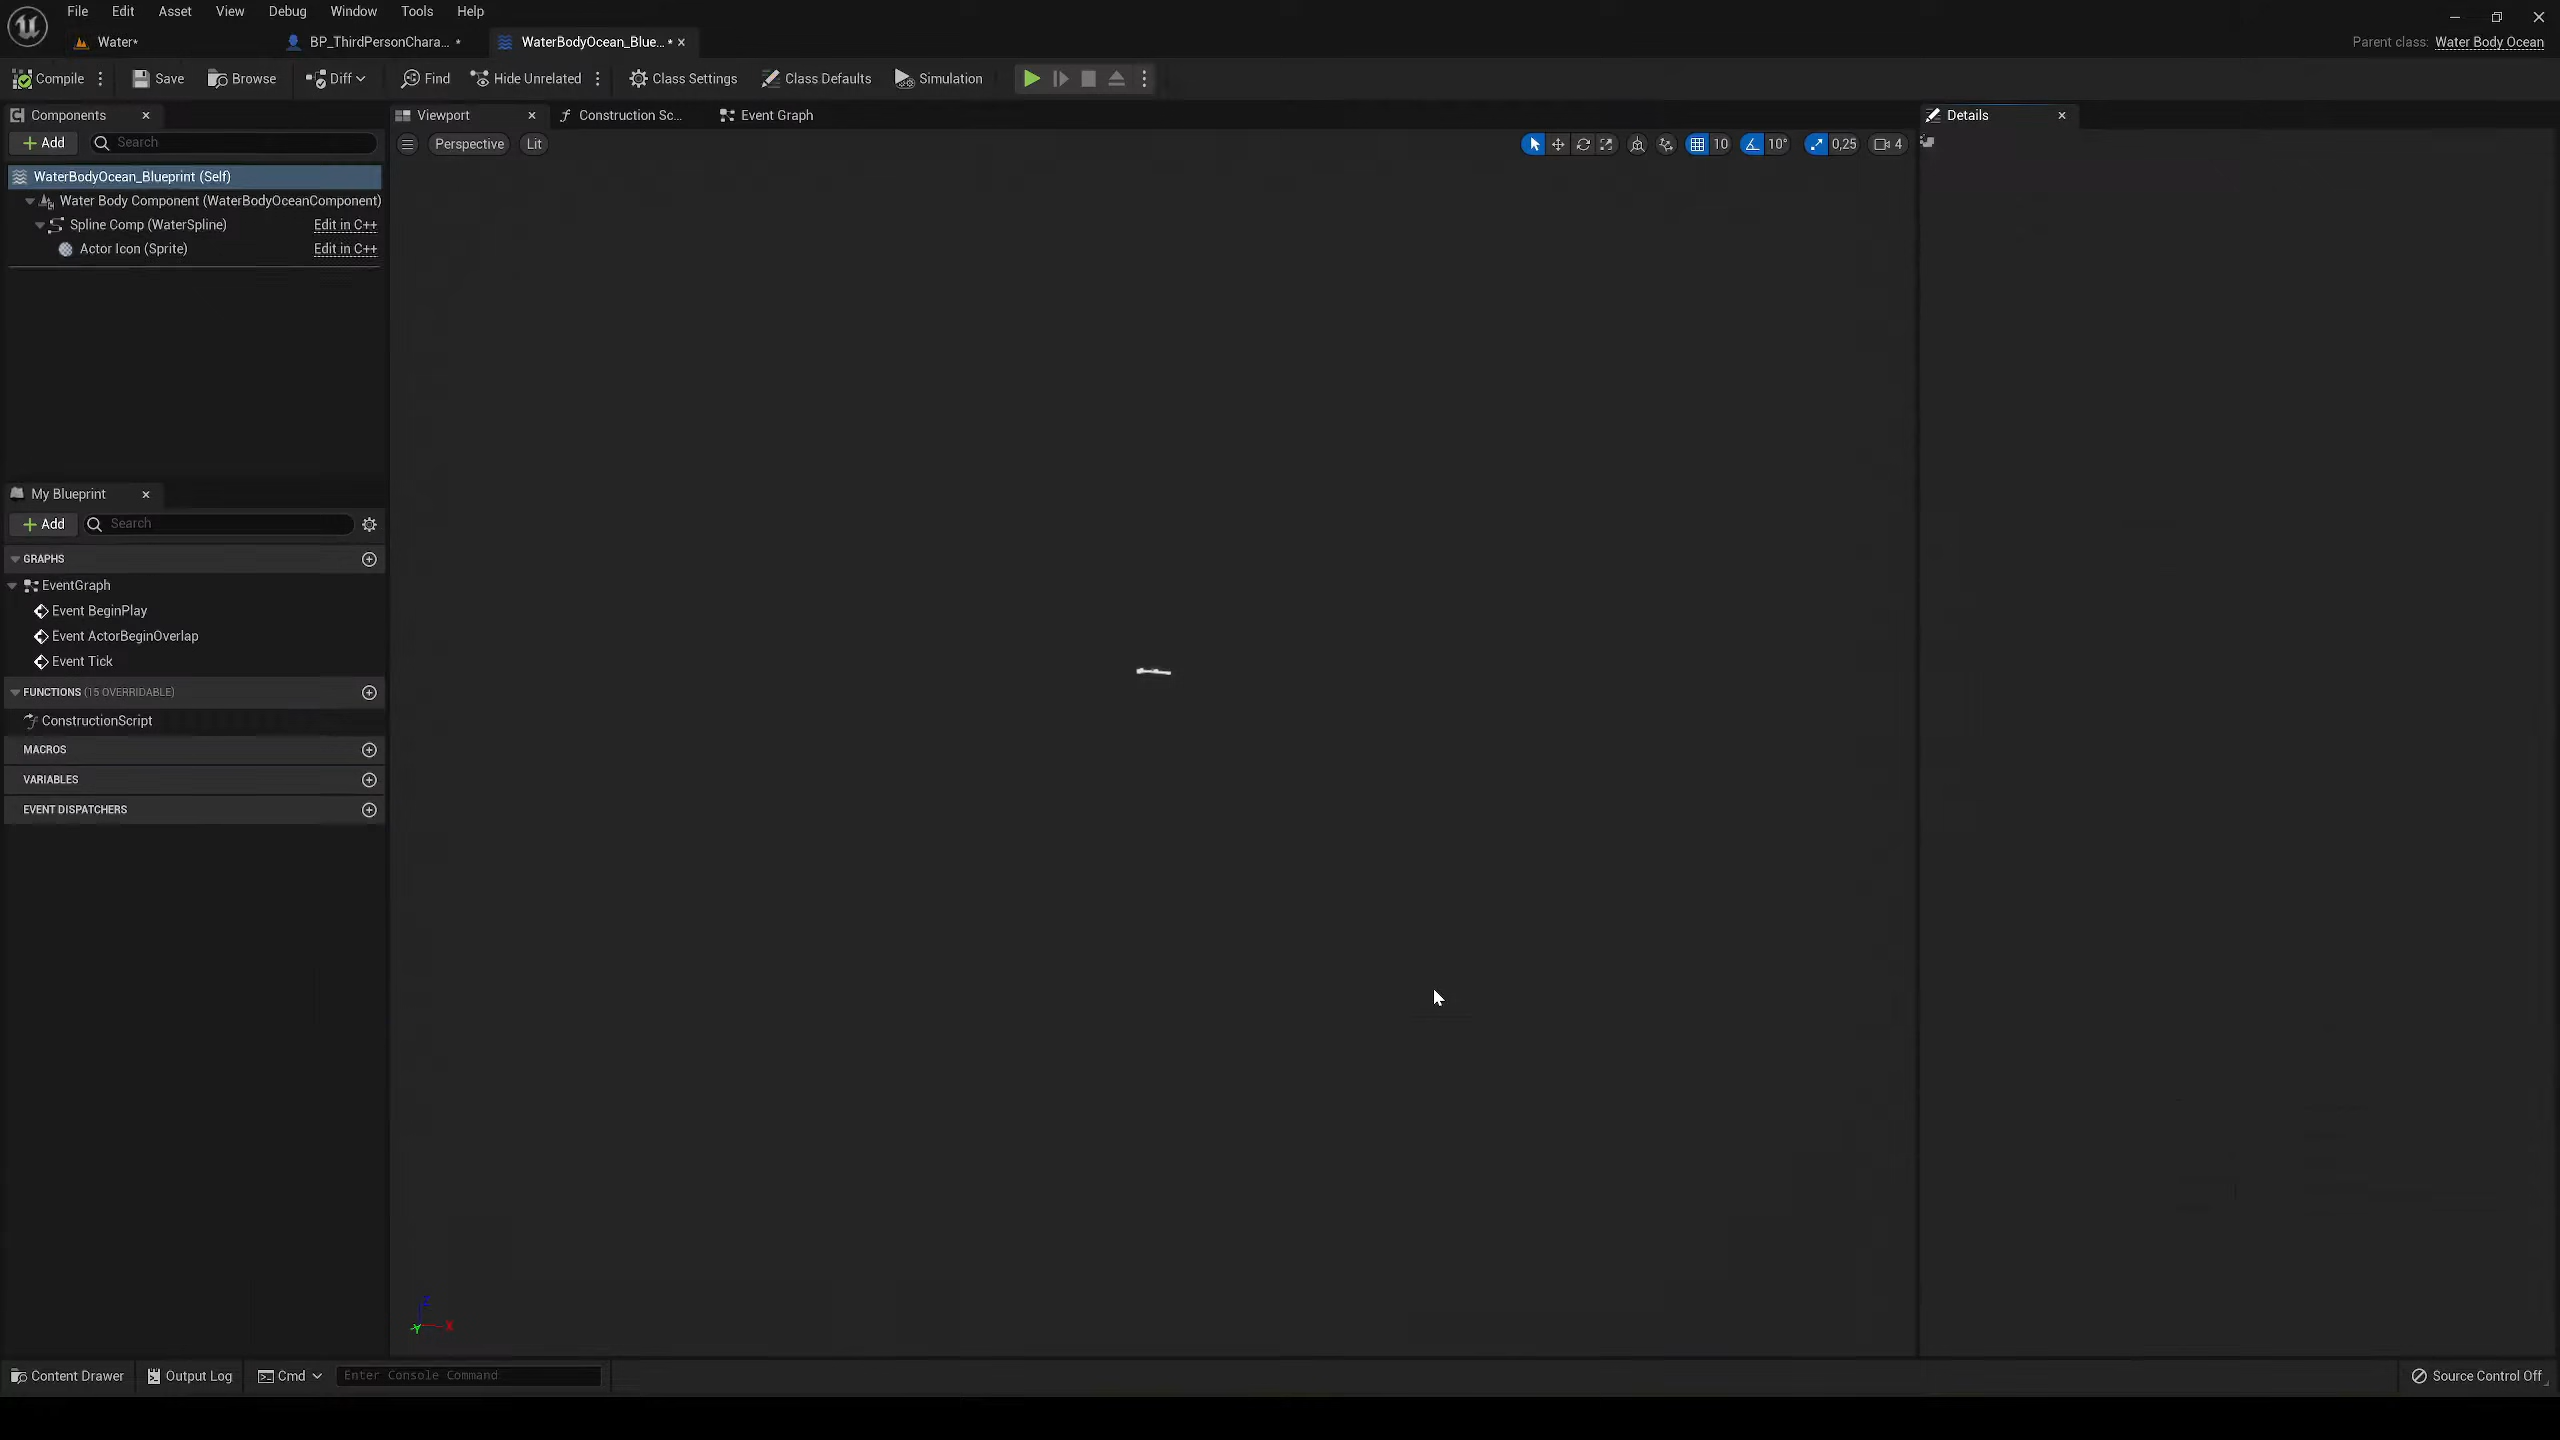 File Edit Asset View Debug Window Tools Help
Water*
BP_ThirdPersonChara... *
WaterBodyOcean_Blue... *
Parent class: Water Body Ocean
Compile
Save
Browse
Diff
Find
Hide Unrelated
Class Settings
Class Defaults
Simulation
Components
Viewport
Construction Sc...
Event Graph
Details
Add
Search
Perspective
Lit
10
10°
0,25
4
WaterBodyOcean_Blueprint (Self)
Water Body Component (WaterBodyOceanComponent)
Spline Comp (WaterSpline) Edit in C++
Actor Icon (Sprite) Edit in C++
My Blueprint
Add
Search
GRAPHS
EventGraph
Event BeginPlay
Event ActorBeginOverlap
Event Tick
FUNCTIONS (15 OVERRIDABLE)
ConstructionScript
MACROS
VARIABLES
EVENT DISPATCHERS
Z
Y
X
Content Drawer
Output Log
Cmd
Enter Console Command
Source Control Off